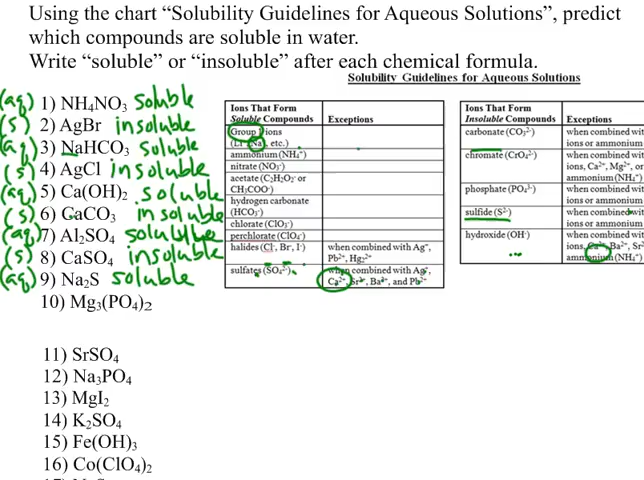 Using the chart “Solubility Guidelines for Aqueous Solutions”, predict
which compounds are soluble in water.
Write “soluble” or “insoluble” after each chemical formula.
Solubility Guidelines for Aqueous Solutions
(aq) 1) NH₄NO₃ soluble
(s) 2) AgBr insoluble
(aq) 3) NaHCO₃ soluble
(s) 4) AgCl insoluble
(aq) 5) Ca(OH)₂ soluble
(s) 6) CaCO₃ insoluble
(aq) 7) Al₂SO₄ soluble
(s) 8) CaSO₄ insoluble
(aq) 9) Na₂S soluble
10) Mg₃(PO₄)₂
11) SrSO₄
12) Na₃PO₄
13) MgI₂
14) K₂SO₄
15) Fe(OH)₃
16) Co(ClO₄)₂
Ions That Form
Soluble Compounds Exceptions
Group 1 ions
(Li⁺ Na⁺, etc.)
ammonium (NH₄⁺)
nitrate (NO₃⁻)
acetate (C₂H₃O₂⁻ or
CH₃COO⁻)
hydrogen carbonate
(HCO₃⁻)
chlorate (ClO₃⁻)
perchlorate (ClO₄⁻)
halides (Cl⁻, Br⁻, I⁻) when combined with Ag⁺,
Pb²⁺, Hg₂²⁺
sulfates (SO₄²⁻) when combined with Ag⁺,
Ca²⁺, Sr²⁺, Ba²⁺, and Pb²⁺
Ions That Form
Insoluble Compounds Exceptions
carbonate (CO₃²⁻) when combined wit
ions or ammonium
chromate (CrO₄²⁻) when combined wit
ions, Ca²⁺, Mg²⁺, or
ammonium (NH₄⁺)
phosphate (PO₄³⁻) when combined wit
ions or ammonium
sulfide (S²⁻) when combined wit
ions or ammonium
hydroxide (OH⁻) when combined wit
ions, Ca²⁺, Ba²⁺, Sr
ammonium (NH₄⁺)